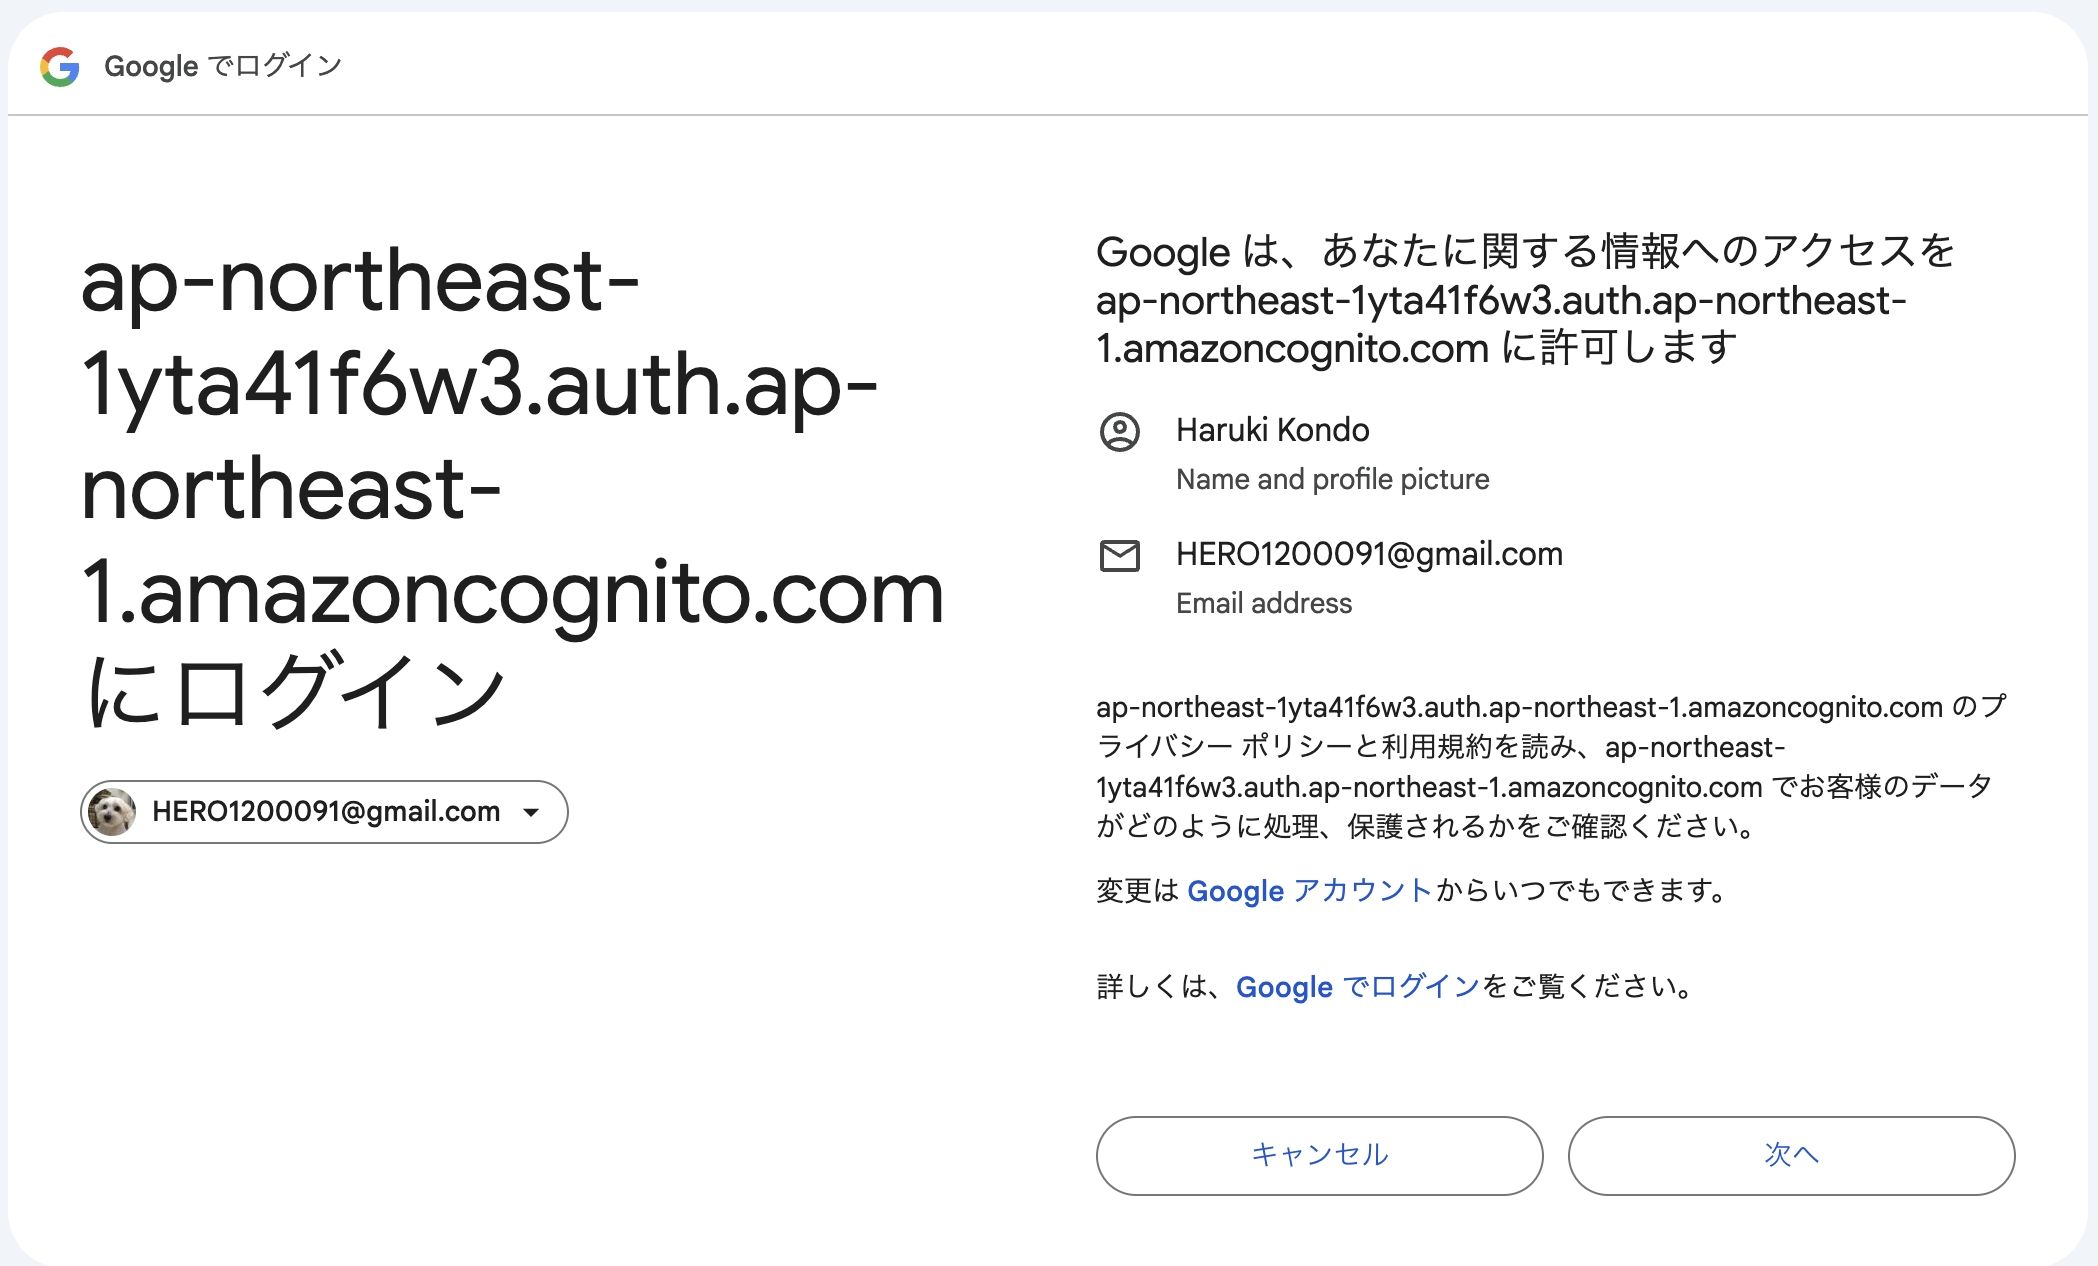 Google でログイン
ap-northeast-
1yta41f6w3.auth.ap-
northeast-
1.amazoncognito.com
にログイン
HERO1200091@gmail.com
Google は、あなたに関する情報へのアクセスを
ap-northeast-1yta41f6w3.auth.ap-northeast-
1.amazoncognito.com に許可します
Haruki Kondo
Name and profile picture
HERO1200091@gmail.com
Email address
ap-northeast-1yta41f6w3.auth.ap-northeast-1.amazoncognito.com のプ
ライバシー ポリシーと利用規約を読み、ap-northeast-
1yta41f6w3.auth.ap-northeast-1.amazoncognito.com でお客様のデータ
がどのように処理、保護されるかをご確認ください。
変更は Google アカウントからいつでもできます。
詳しくは、Google でログインをご覧ください。
キャンセル
次へ